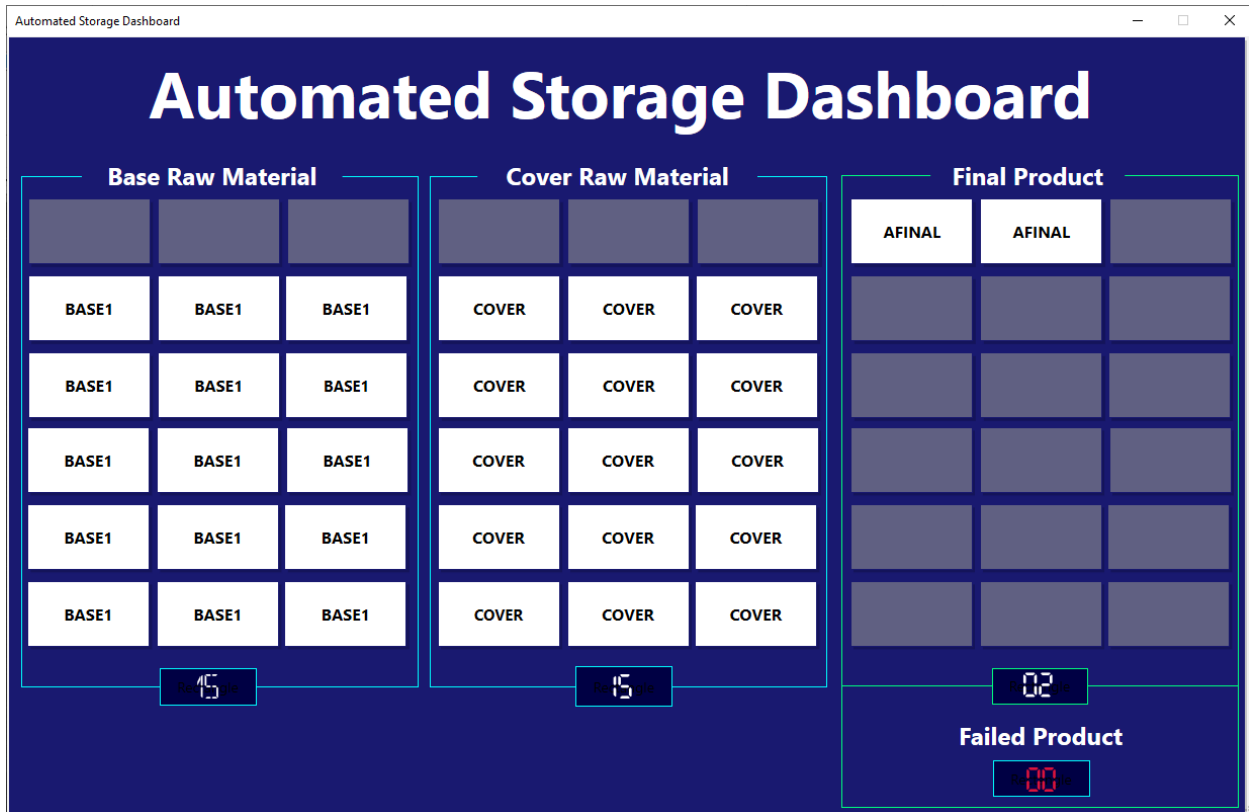 Automated Storage Dashboard
Automated Storage Dashboard
Base Raw Material Cover Raw Material Final Product
AFINAL AFINAL
BASE1 BASE1 BASE1 COVER COVER COVER
BASE1 BASE1 BASE1 COVER COVER COVER
BASE1 BASE1 BASE1 COVER COVER COVER
BASE1 BASE1 BASE1 COVER COVER COVER
BASE1 BASE1 BASE1 COVER COVER COVER
15 15 02
Failed Product
00